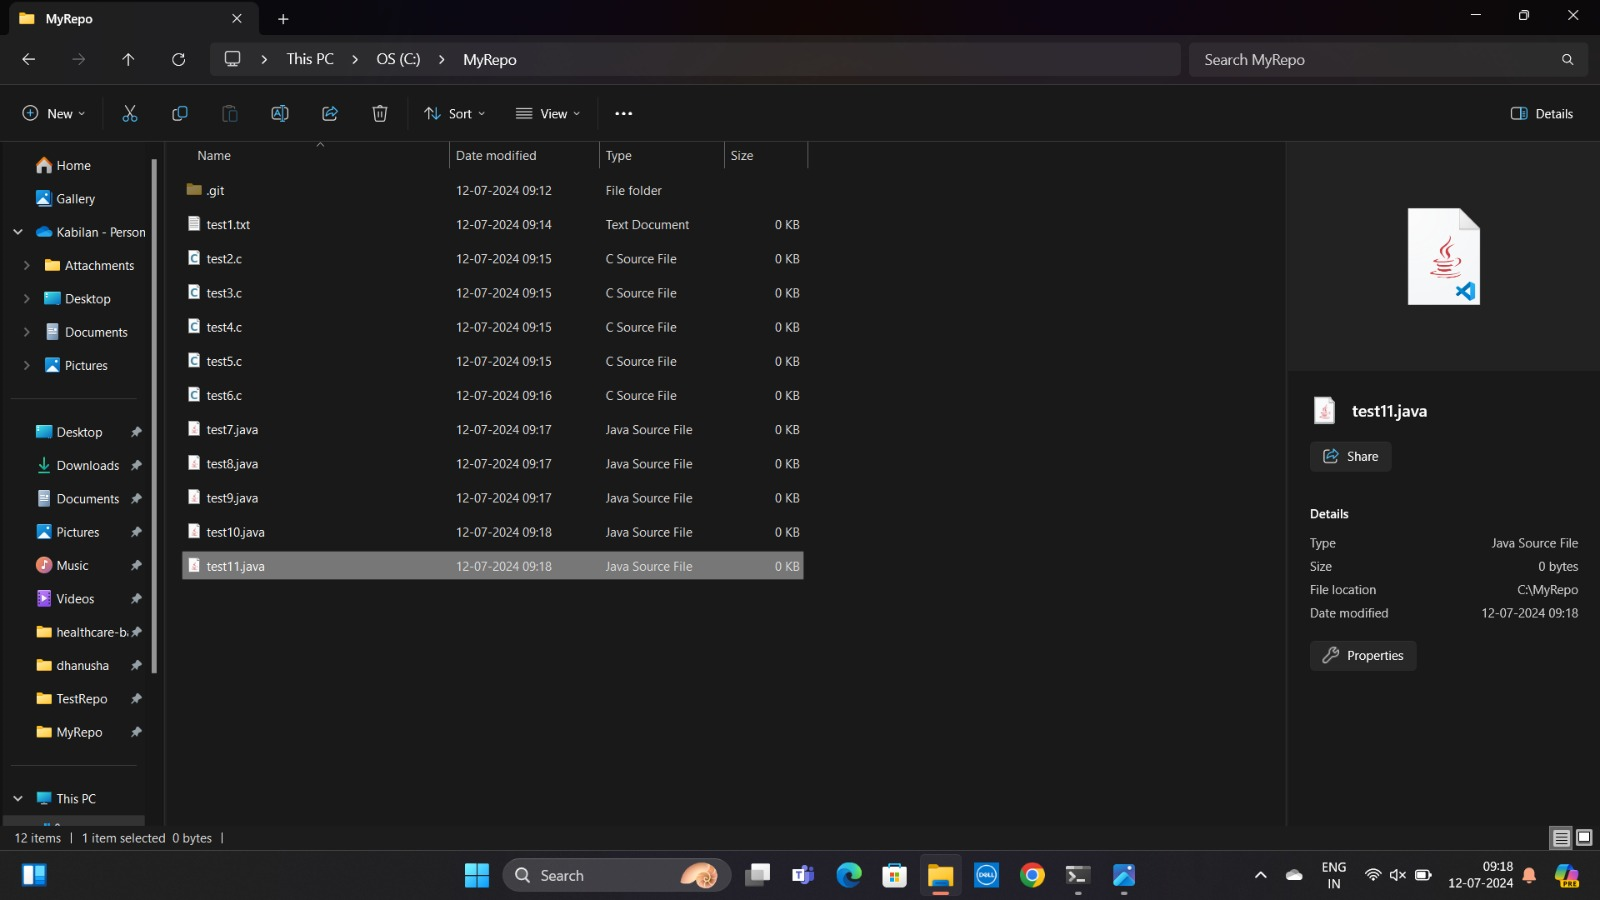 MyRepo
This PC > OS (C:) > MyRepo
Search MyRepo
New
Sort
View
Details
Name Date modified Type Size
.git 12-07-2024 09:12 File folder
test1.txt 12-07-2024 09:14 Text Document 0 KB
test2.c 12-07-2024 09:15 C Source File 0 KB
test3.c 12-07-2024 09:15 C Source File 0 KB
test4.c 12-07-2024 09:15 C Source File 0 KB
test5.c 12-07-2024 09:15 C Source File 0 KB
test6.c 12-07-2024 09:16 C Source File 0 KB
test7.java 12-07-2024 09:17 Java Source File 0 KB
test8.java 12-07-2024 09:17 Java Source File 0 KB
test9.java 12-07-2024 09:17 Java Source File 0 KB
test10.java 12-07-2024 09:18 Java Source File 0 KB
test11.java 12-07-2024 09:18 Java Source File 0 KB
Home
Gallery
Kabilan - Person
Attachments
Desktop
Documents
Pictures
Desktop
Downloads
Documents
Pictures
Music
Videos
healthcare-ba
dhanusha
TestRepo
MyRepo
This PC
test11.java
Share
Details
Type Java Source File
Size 0 bytes
File location C:\MyRepo
Date modified 12-07-2024 09:18
Properties
12 items | 1 item selected 0 bytes |
Search
DELL
ENG
IN
09:18
12-07-2024
PRE